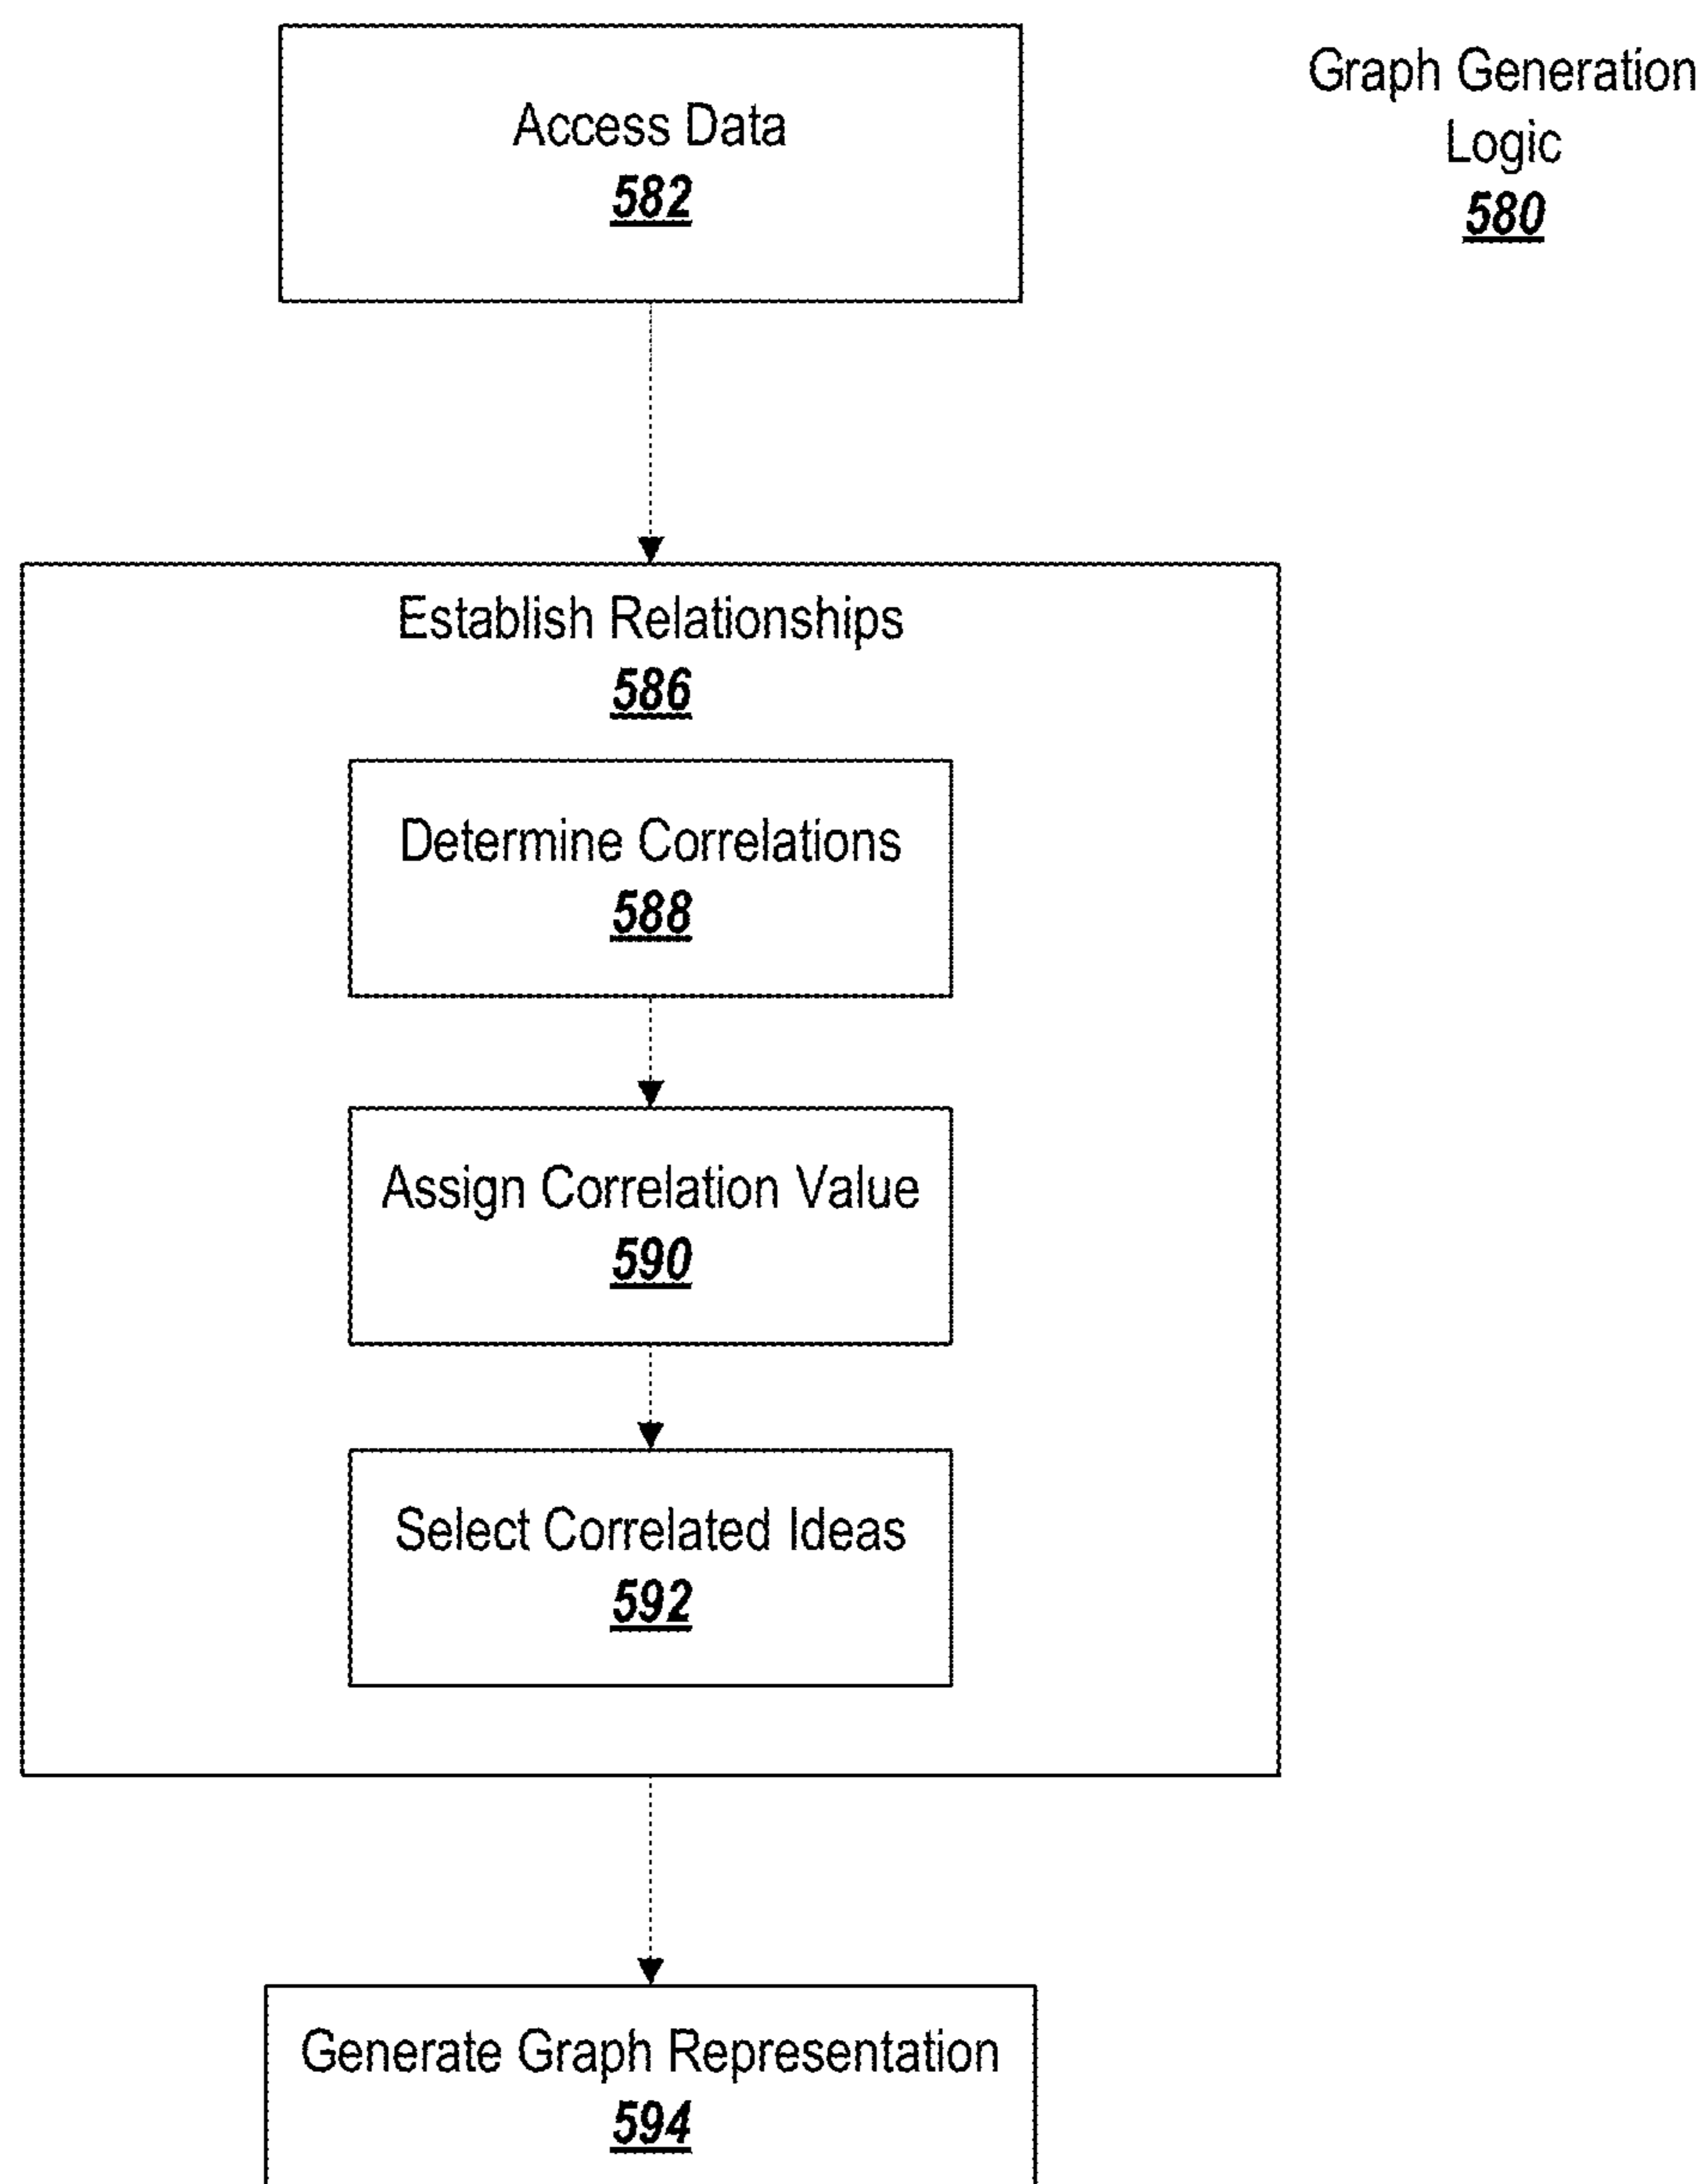 Access Data
582
Graph Generation
Logic
580
Establish Relationships
586
Determine Correlations
588
Assign Correlation Value
590
Select Correlated Ideas
592
Generate Graph Representation
594